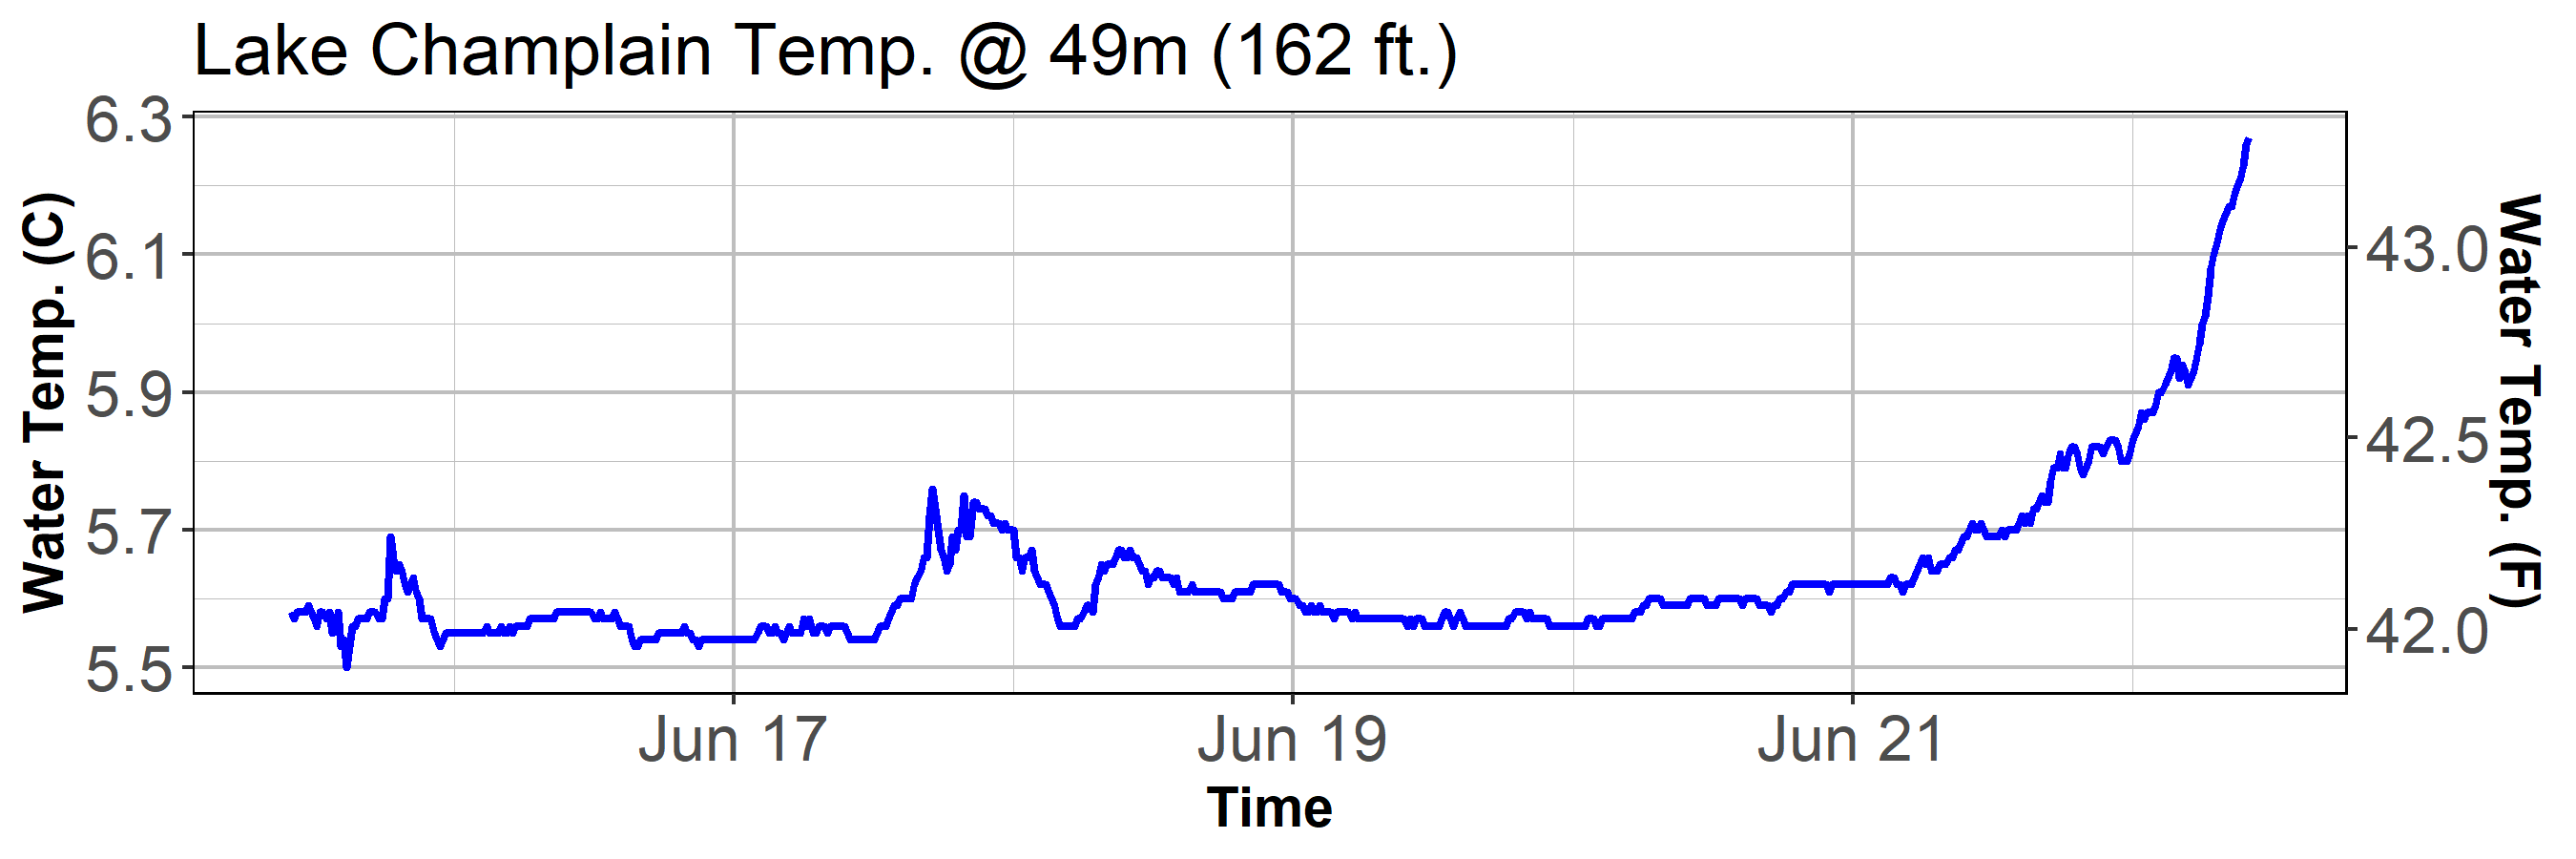 Lake Champlain Temp. @ 49m (162 ft.)
Water Temp. (C)
6.3
6.1
5.9
5.7
5.5
43.0
42.5
42.0
Water Temp. (F)
Jun 17
Jun 19
Jun 21
Time